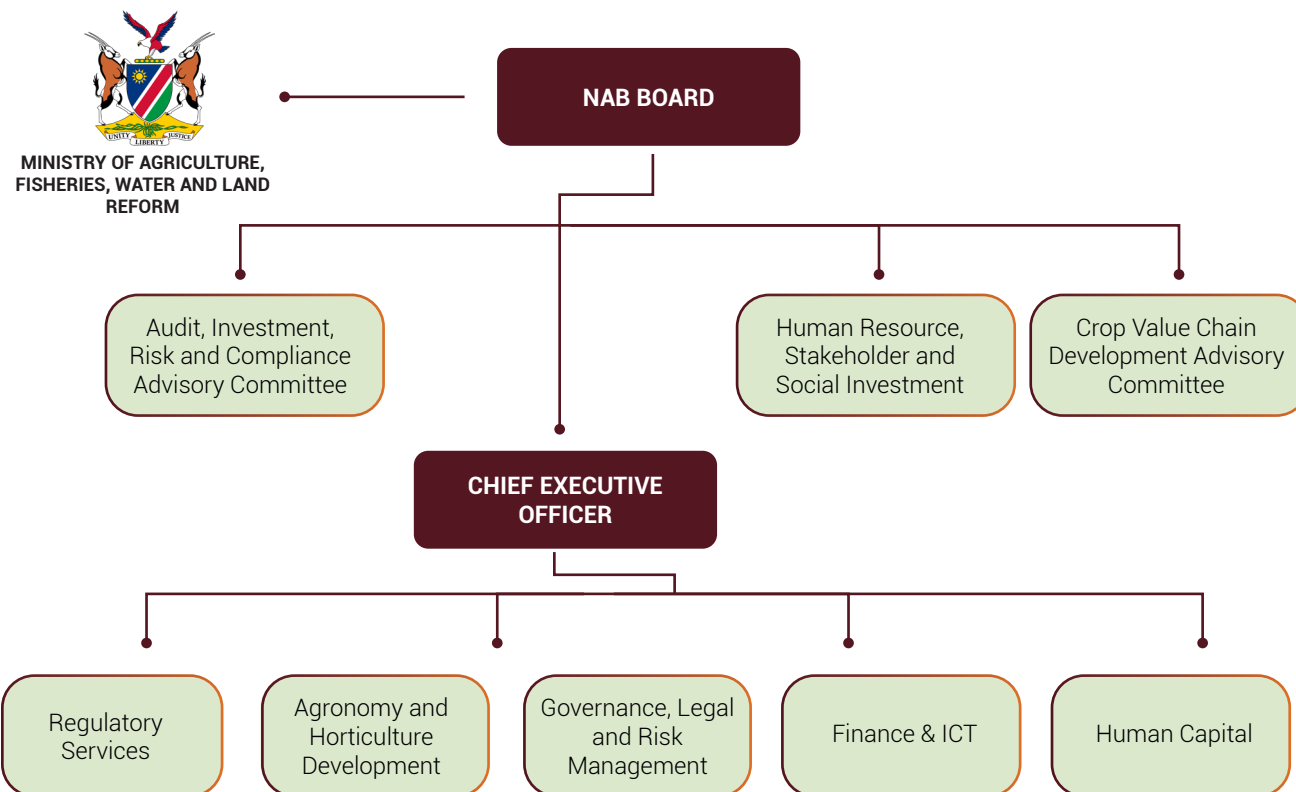 NAB BOARD
UNITY
LIBERTY
JUSTICE
MINISTRY OF AGRICULTURE,
FISHERIES, WATER AND LAND
REFORM
Audit, Investment,
Risk and Compliance
Advisory Committee
Human Resource,
Stakeholder and
Social Investment
Crop Value Chain
Development Advisory
Committee
CHIEF EXECUTIVE
OFFICER
Regulatory
Services
Agronomy and
Horticulture
Development
Governance, Legal
and Risk
Management
Finance & ICT
Human Capital